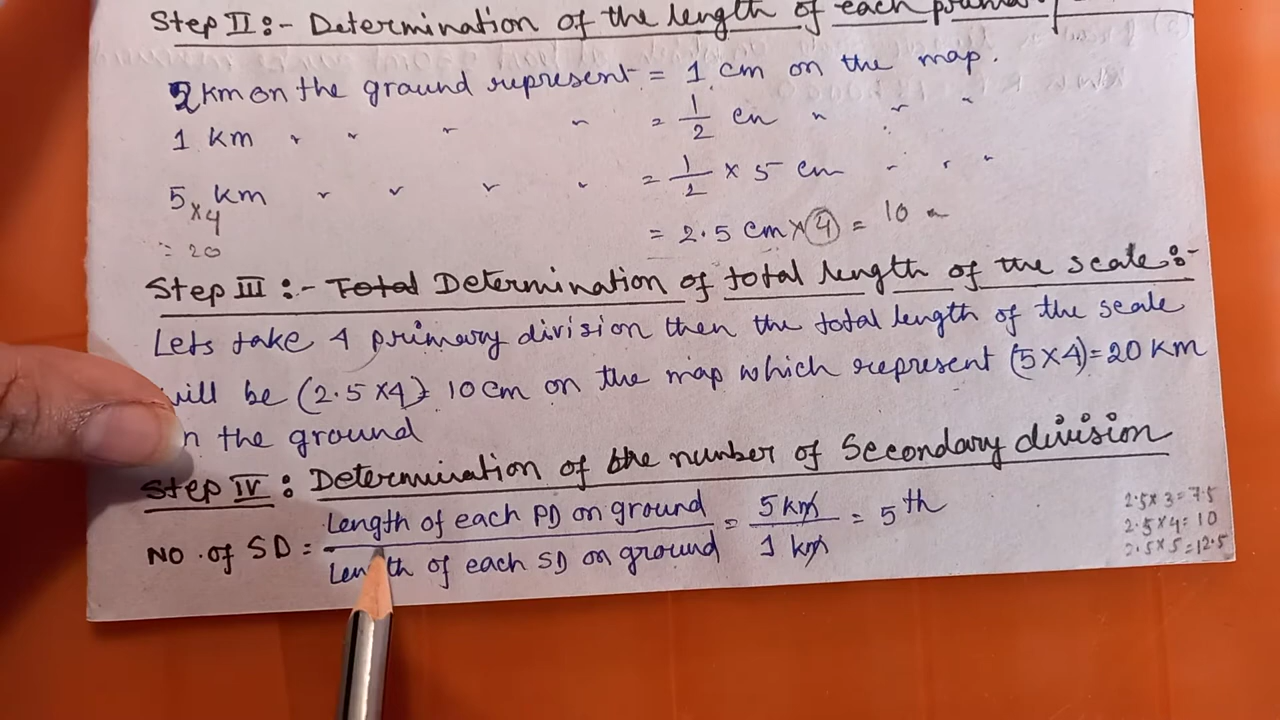 Step II :- Determination of the length of each
2 km on the ground represent = 1 cm on the map.
1 km " " " " = 1/2 cm " " "
5 km " " " " = 1/2 × 5 cm " " "
×4
= 20
= 2.5 cm × 4 = 10
Step III :- Total Determination of total length of the scale :-
Lets take 4 primary division then the total length of the scale
will be (2.5 × 4) = 10 cm on the map which represent (5×4) = 20 km
n the ground
Step IV : Determination of the number of Secondary division
NO. of SD = Length of each PD on ground / Length of each SD on ground = 5 km / 1 km = 5 th
2.5 × 3 = 7.5
2.5 × 4 = 10
2.5 × 5 = 12.5